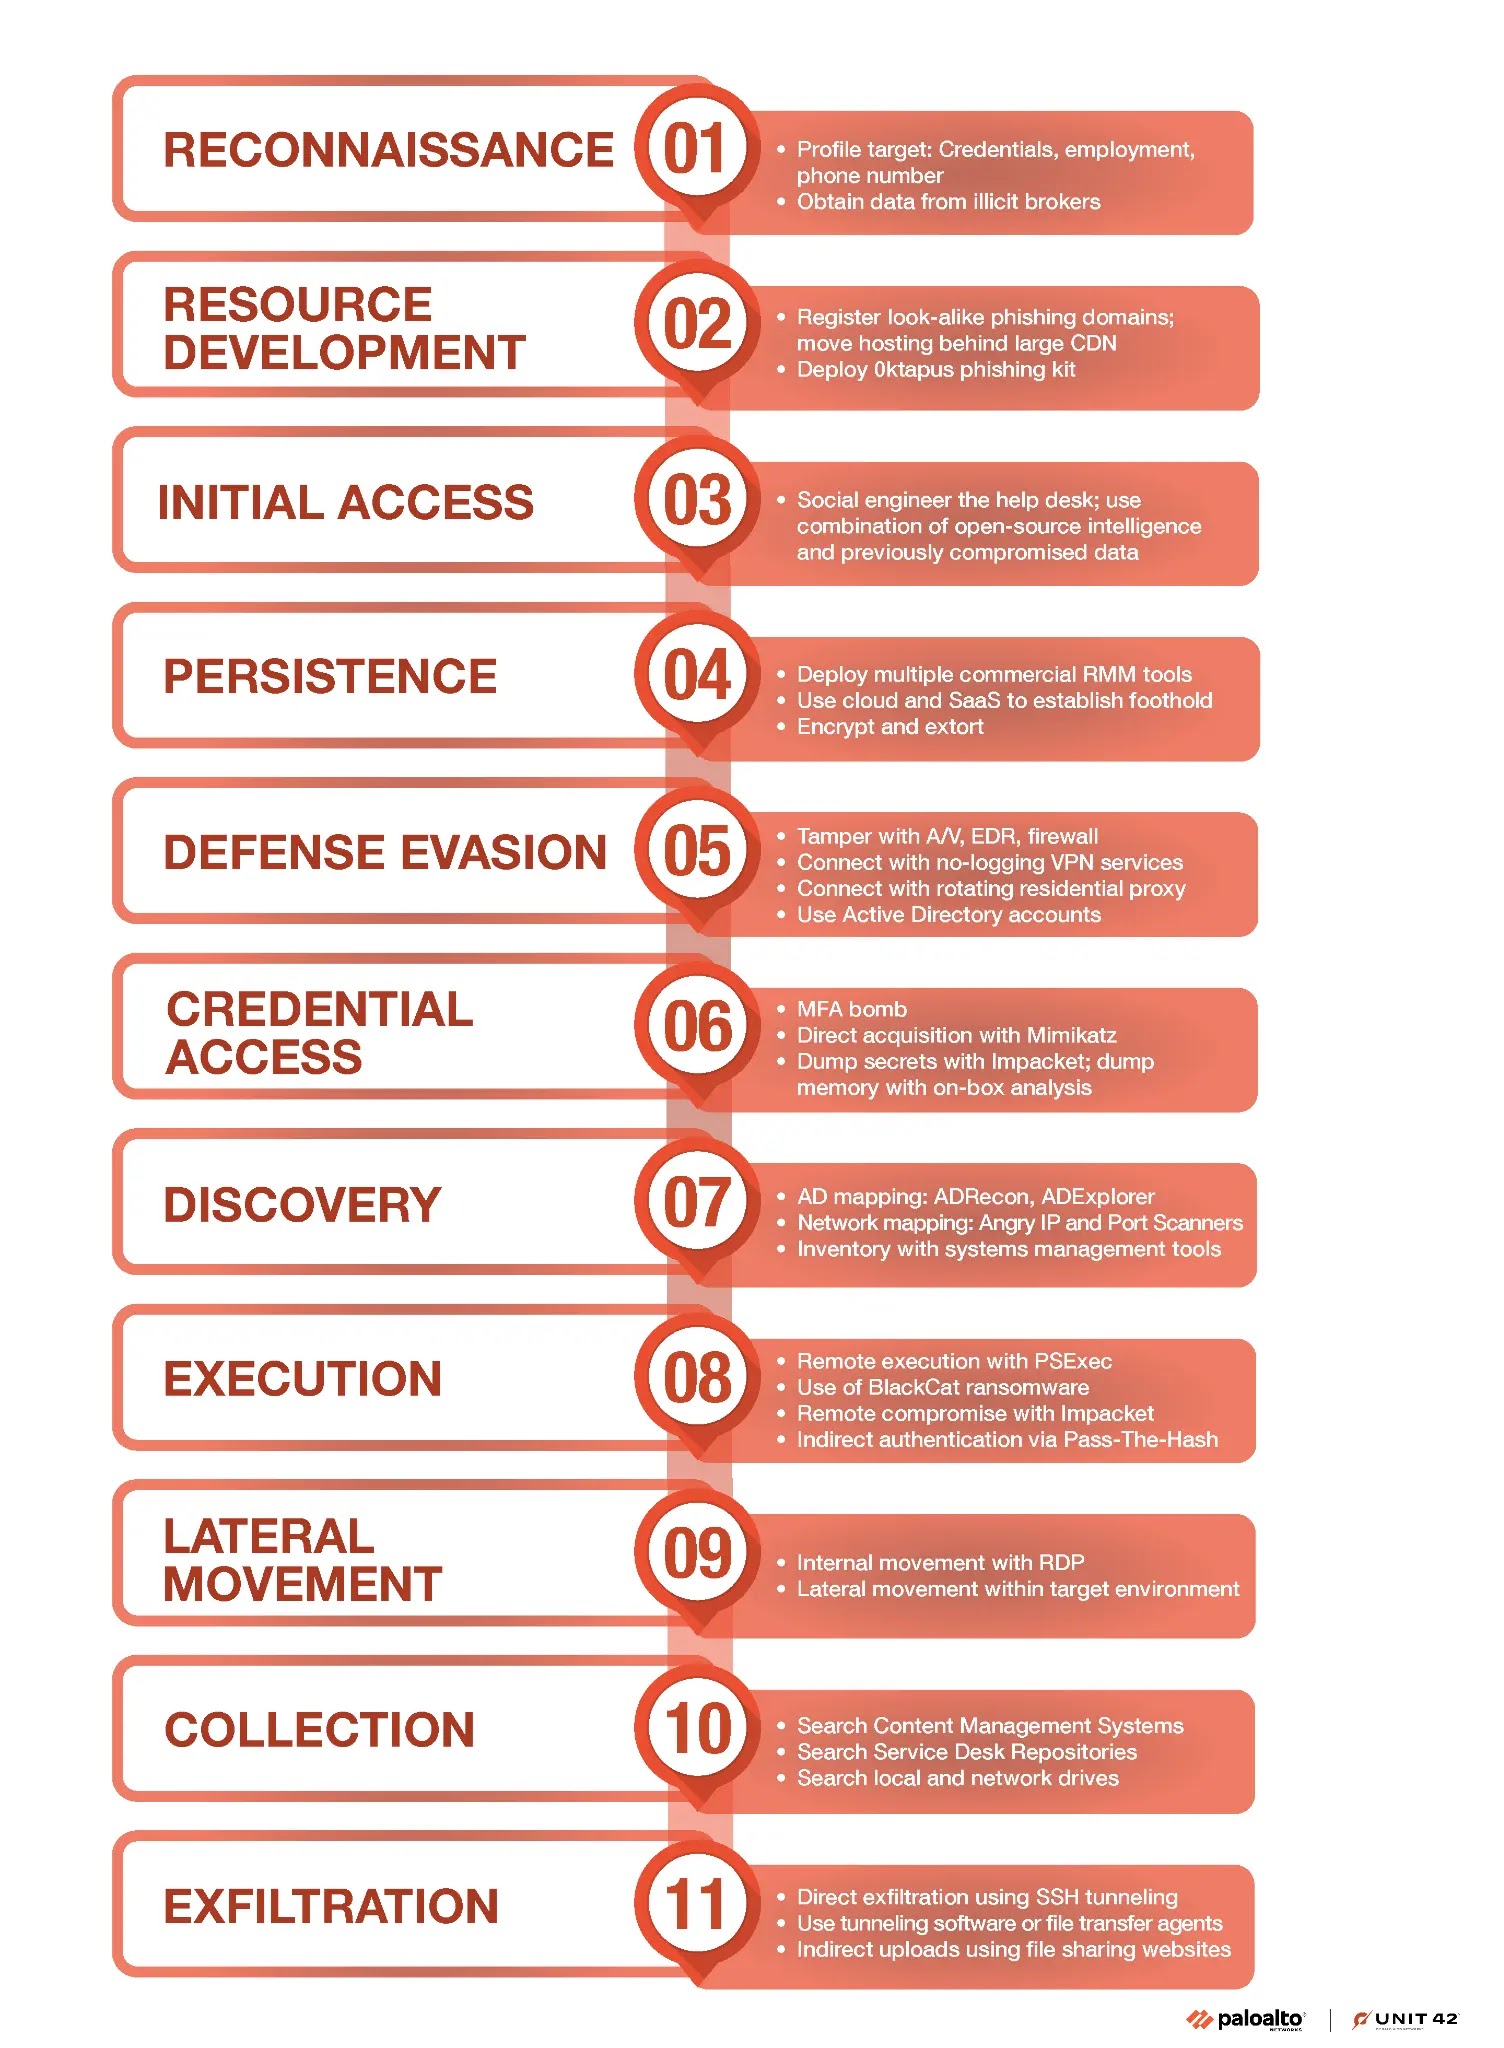 RECONNAISSANCE
01
• Profile target: Credentials, employment,
phone number
• Obtain data from illicit brokers
RESOURCE
DEVELOPMENT
02
• Register look-alike phishing domains;
move hosting behind large CDN
• Deploy 0ktapus phishing kit
INITIAL ACCESS
03
• Social engineer the help desk; use
combination of open-source intelligence
and previously compromised data
PERSISTENCE
04
• Deploy multiple commercial RMM tools
• Use cloud and SaaS to establish foothold
• Encrypt and extort
DEFENSE EVASION
05
• Tamper with A/V, EDR, firewall
• Connect with no-logging VPN services
• Connect with rotating residential proxy
• Use Active Directory accounts
CREDENTIAL
ACCESS
06
• MFA bomb
• Direct acquisition with Mimikatz
• Dump secrets with Impacket; dump
memory with on-box analysis
DISCOVERY
07
• AD mapping: ADRecon, ADExplorer
• Network mapping: Angry IP and Port Scanners
• Inventory with systems management tools
EXECUTION
08
• Remote execution with PSExec
• Use of BlackCat ransomware
• Remote compromise with Impacket
• Indirect authentication via Pass-The-Hash
LATERAL
MOVEMENT
09
• Internal movement with RDP
• Lateral movement within target environment
COLLECTION
10
• Search Content Management Systems
• Search Service Desk Repositories
• Search local and network drives
EXFILTRATION
11
• Direct exfiltration using SSH tunneling
• Use tunneling software or file transfer agents
• Indirect uploads using file sharing websites
paloalto®
NETWORKS
UNIT 42